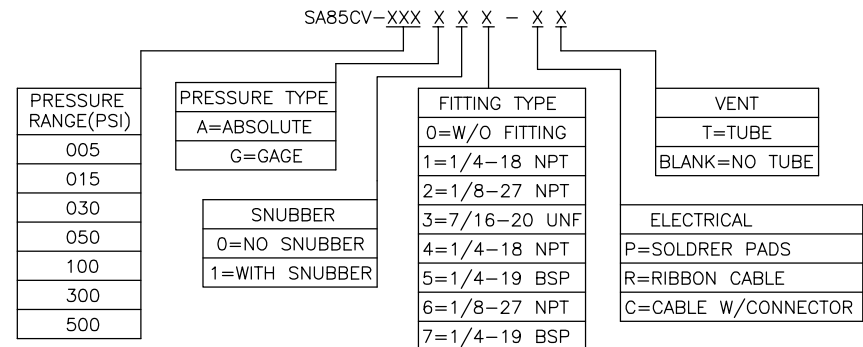 SA85CV-XXX X X X - X X
PRESSURE
RANGE(PSI)
005
015
030
050
100
300
500
PRESSURE TYPE
A=ABSOLUTE
G=GAGE
SNUBBER
0=NO SNUBBER
1=WITH SNUBBER
FITTING TYPE
0=W/O FITTING
1=1/4-18 NPT
2=1/8-27 NPT
3=7/16-20 UNF
4=1/4-18 NPT
5=1/4-19 BSP
6=1/8-27 NPT
7=1/4-19 BSP
VENT
T=TUBE
BLANK=NO TUBE
ELECTRICAL
P=SOLDRER PADS
R=RIBBON CABLE
C=CABLE W/CONNECTOR